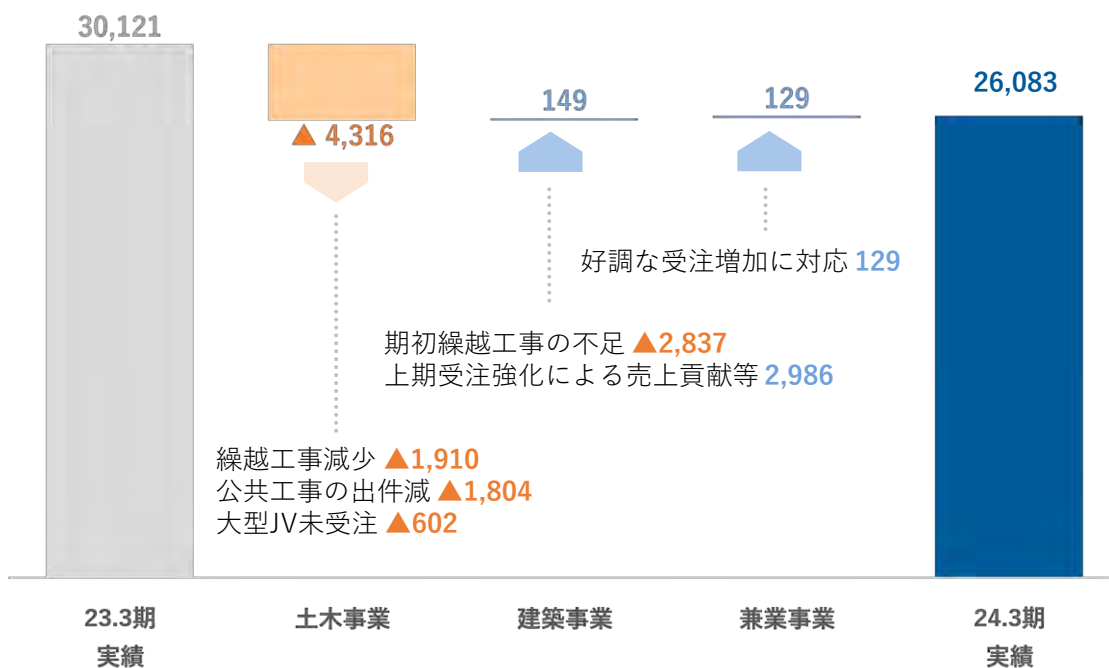 30,121
▲ 4,316
149
129
26,083
好調な受注増加に対応 129
期初繰越工事の不足 ▲2,837
上期受注強化による売上貢献等 2,986
繰越工事減少 ▲1,910
公共工事の出件減 ▲1,804
大型JV未受注 ▲602
23.3期
実績
土木事業
建築事業
兼業事業
24.3期
実績